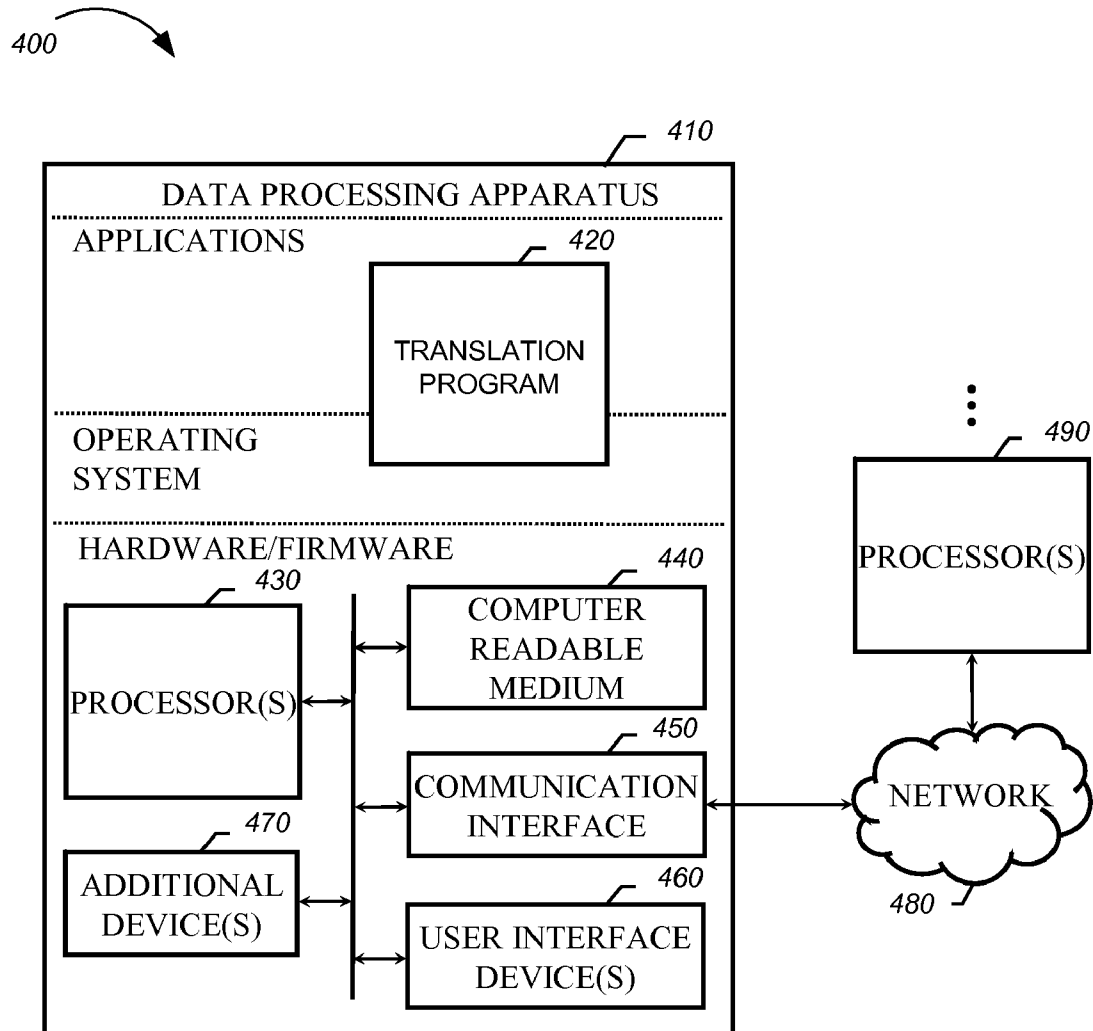 400
410
DATA PROCESSING APPARATUS
APPLICATIONS
420
TRANSLATION
PROGRAM
OPERATING
SYSTEM
490
PROCESSOR(S)
HARDWARE/FIRMWARE
430
PROCESSOR(S)
440
COMPUTER
READABLE
MEDIUM
450
COMMUNICATION
INTERFACE
NETWORK
480
470
ADDITIONAL
DEVICE(S)
460
USER INTERFACE
DEVICE(S)